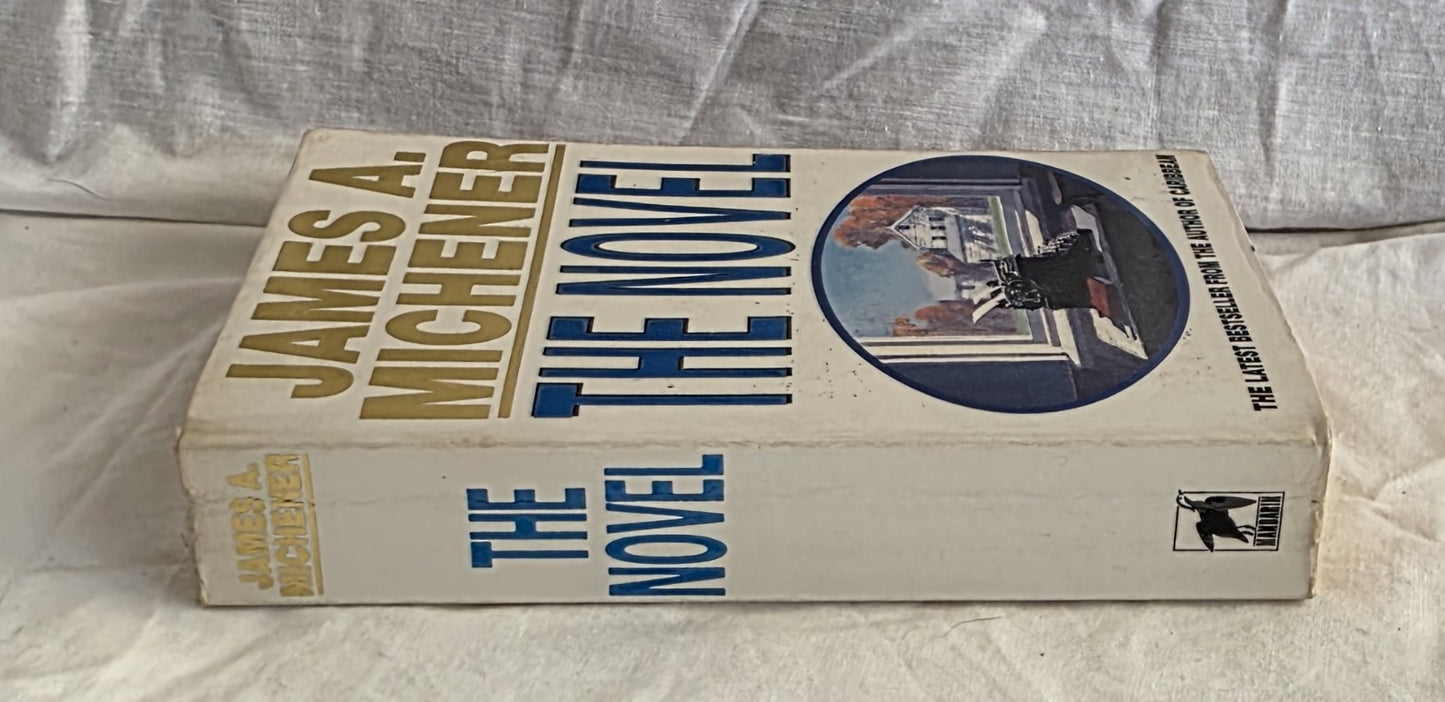 JAMES A.
MICHENER
THE NOVEL
THE LATEST BESTSELLER FROM THE AUTHOR OF CARIBBEAN
JAMES A.
MICHENER
THE
NOVEL
MANDARIN